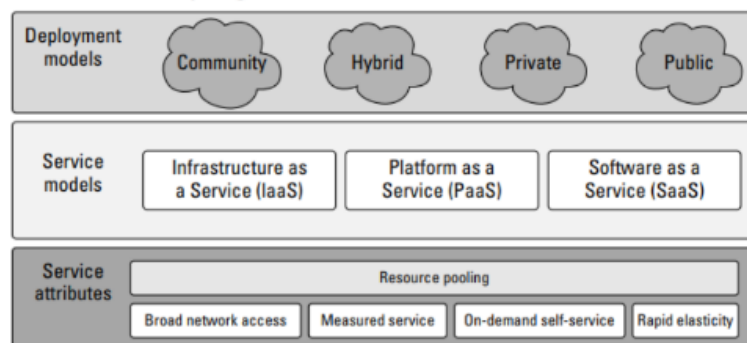 Deployment
models
Community
Hybrid
Private
Public
Service
models
Infrastructure as
a Service (IaaS)
Platform as a
Service (PaaS)
Software as a
Service (SaaS)
Service
attributes
Resource pooling
Broad network access
Measured service
On-demand self-service
Rapid elasticity